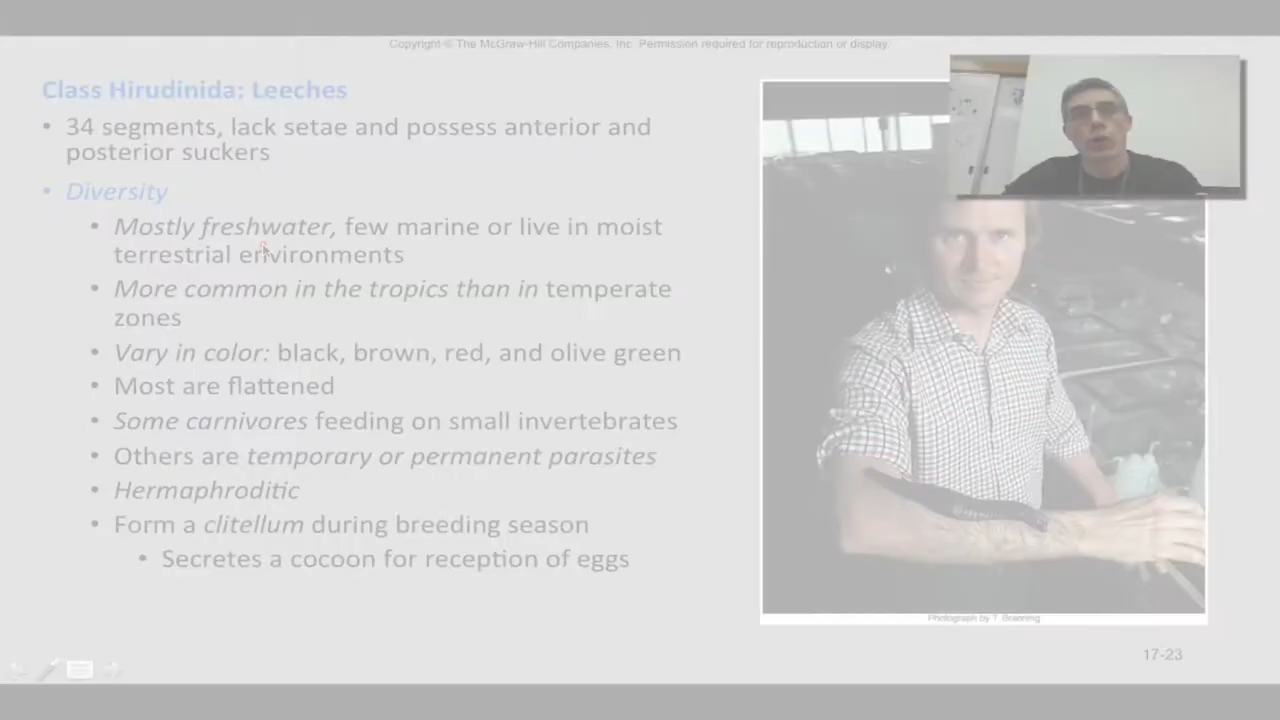 Copyright © The McGraw-Hill Companies, Inc. Permission required for reproduction or display.
Class Hirudinida: Leeches
• 34 segments, lack setae and possess anterior and
posterior suckers
• Diversity
• Mostly freshwater, few marine or live in moist
terrestrial environments
• More common in the tropics than in temperate
zones
• Vary in color: black, brown, red, and olive green
• Most are flattened
• Some carnivores feeding on small invertebrates
• Others are temporary or permanent parasites
• Hermaphroditic
• Form a clitellum during breeding season
• Secretes a cocoon for reception of eggs
Photograph by T. Branning
17-23